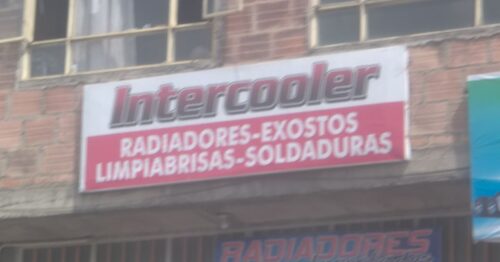 Intercooler
RADIADORES-EXOSTOS
LIMPIABRISAS-SOLDADURAS
RADIADORES